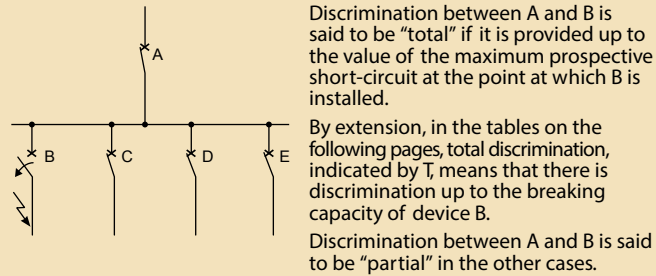 A
B
C
D
E
Discrimination between A and B is
said to be “total” if it is provided up to
the value of the maximum prospective
short-circuit at the point at which B is
installed.
By extension, in the tables on the
following pages, total discrimination,
indicated by T, means that there is
discrimination up to the breaking
capacity of device B.
Discrimination between A and B is said
to be “partial” in the other cases.